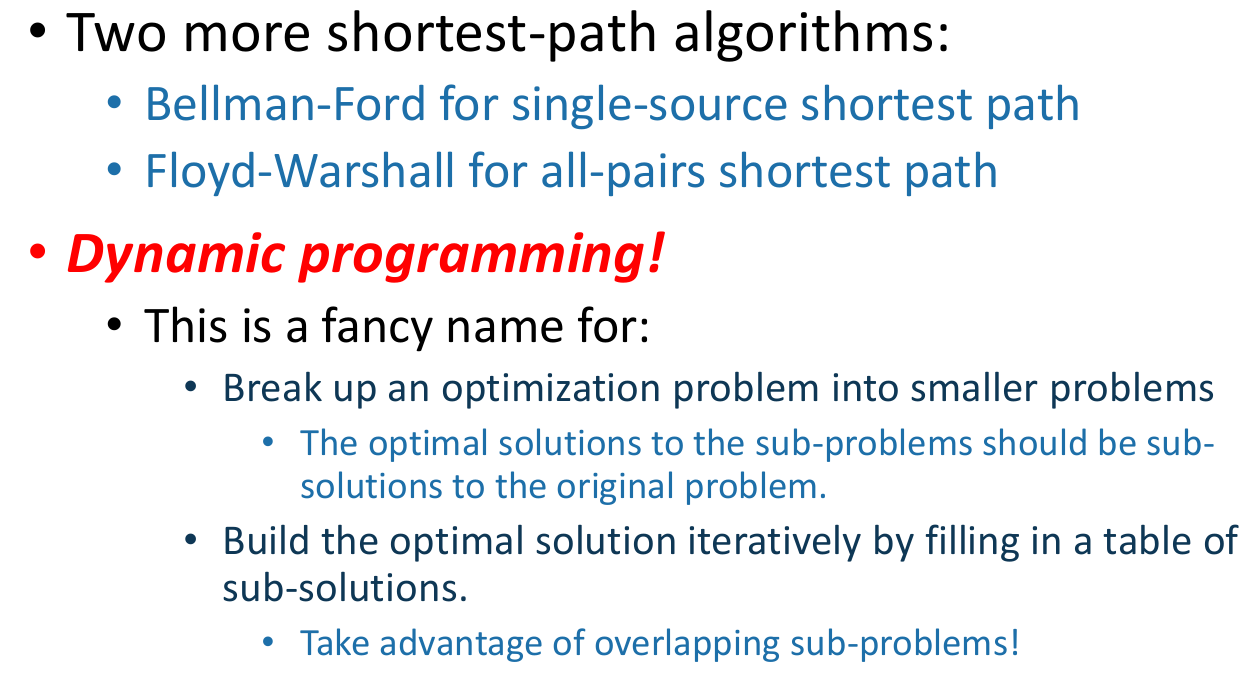 • Two more shortest-path algorithms:
• Bellman-Ford for single-source shortest path
• Floyd-Warshall for all-pairs shortest path
• Dynamic programming!
• This is a fancy name for:
• Break up an optimization problem into smaller problems
• The optimal solutions to the sub-problems should be sub-
solutions to the original problem.
• Build the optimal solution iteratively by filling in a table of
sub-solutions.
• Take advantage of overlapping sub-problems!